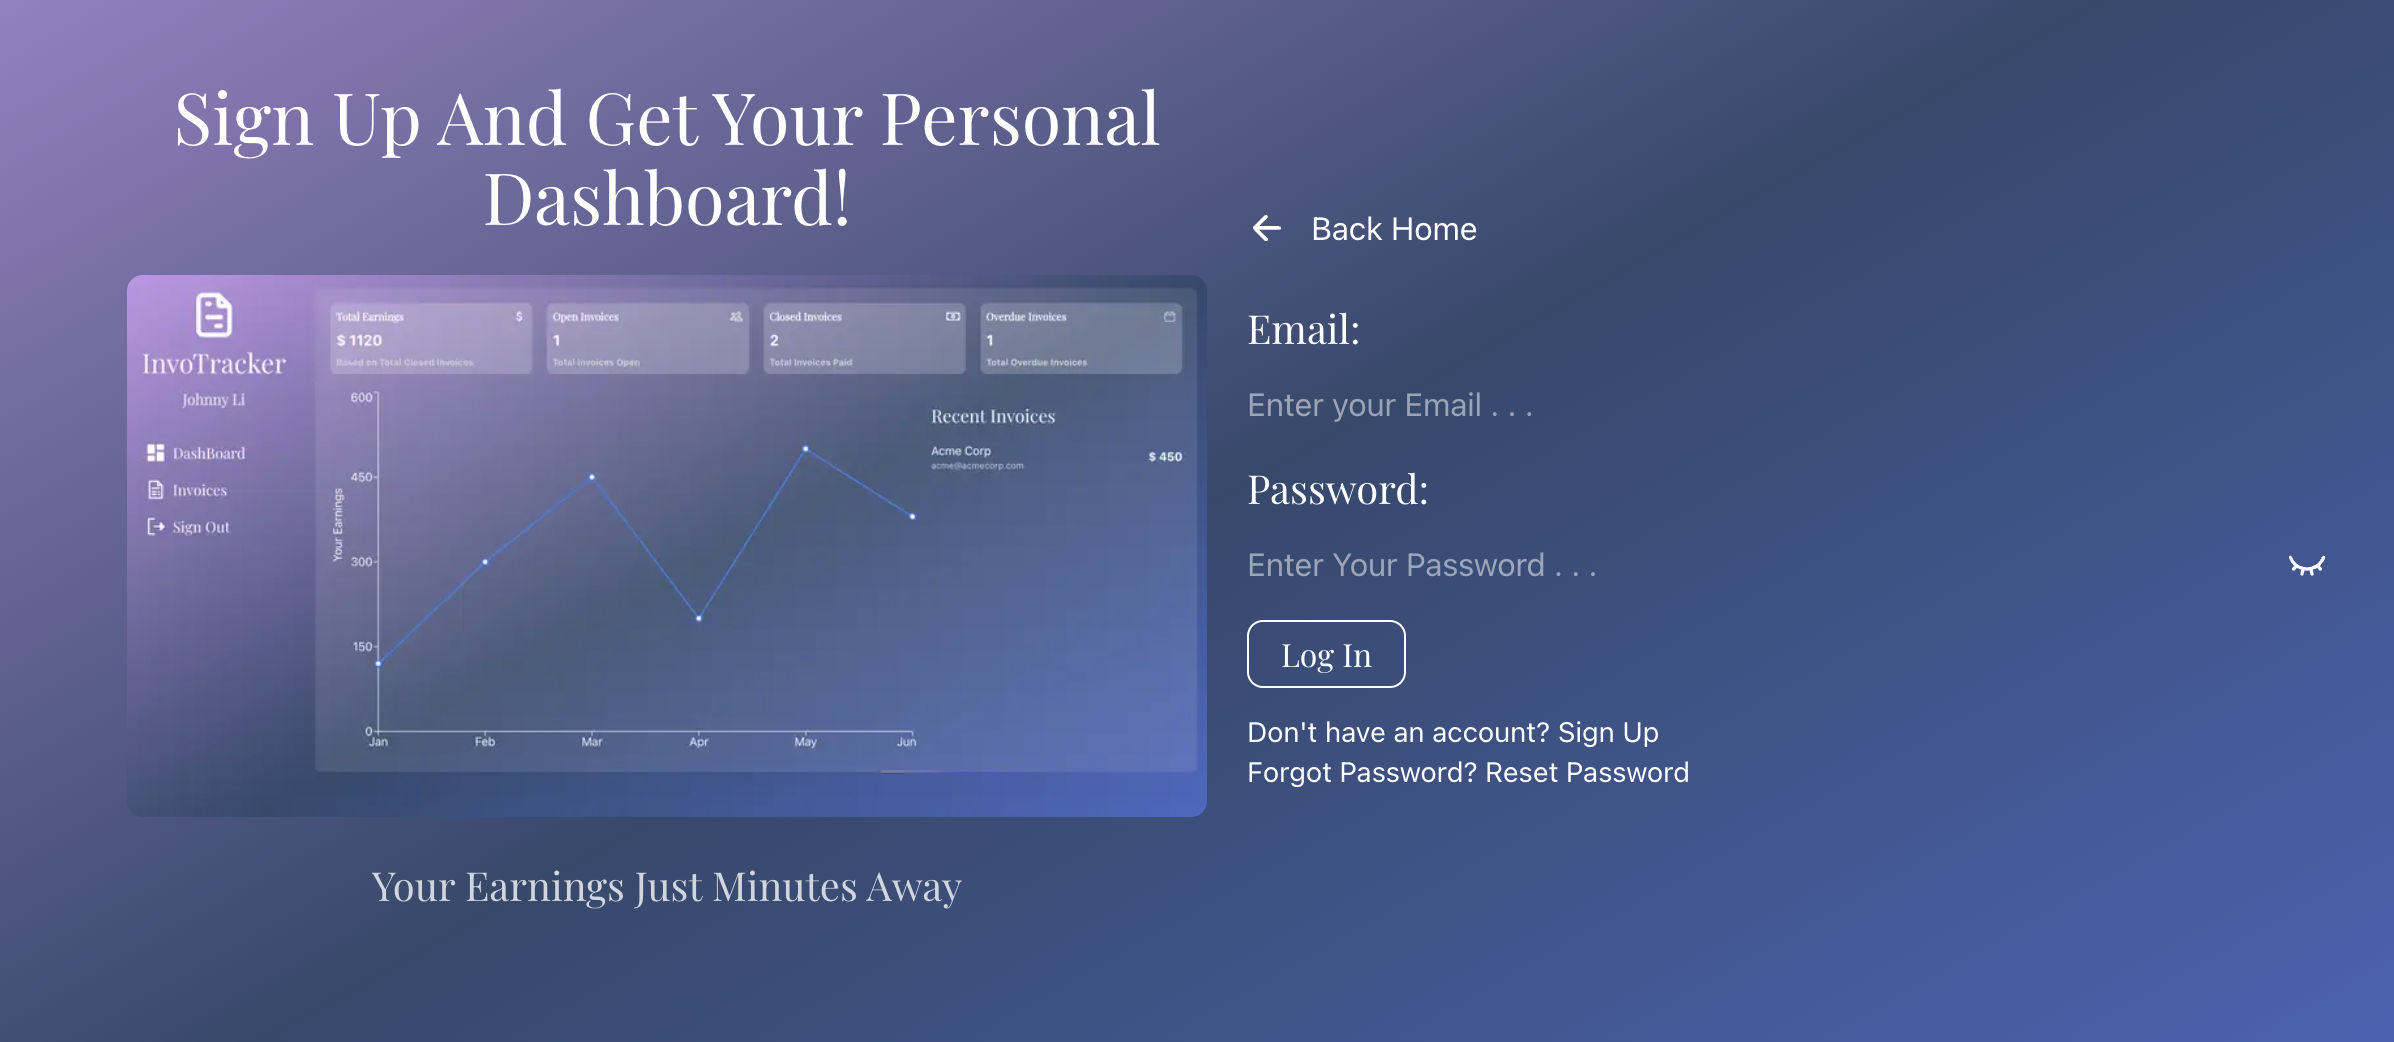 Sign Up And Get Your Personal
Dashboard!
InvoTracker
Johnny Li
DashBoard
Invoices
Sign Out
Total Earnings
$
$ 1120
Based on Total Closed Invoices
Open Invoices
1
Total Invoices Open
Closed Invoices
2
Total Invoices Paid
Overdue Invoices
1
Total Overdue Invoices
Your Earnings
600
450
300
150
0
Jan
Feb
Mar
Apr
May
Jun
Recent Invoices
Acme Corp
acme@acmecorp.com
$ 450
Your Earnings Just Minutes Away
Back Home
Email:
Enter your Email . . .
Password:
Enter Your Password . . .
Log In
Don't have an account? Sign Up
Forgot Password? Reset Password